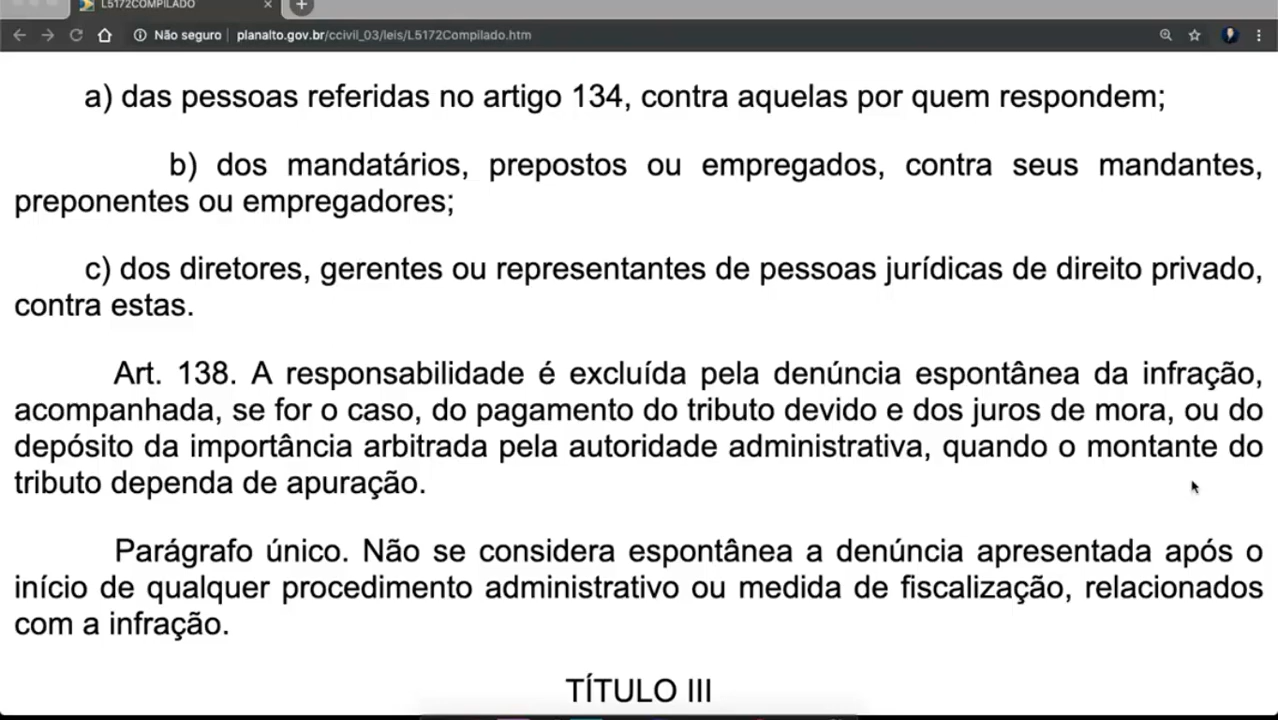 L5172COMPILADO
Não seguro planalto.gov.br/ccivil_03/leis/L5172Compilado.htm
a) das pessoas referidas no artigo 134, contra aquelas por quem respondem;
b) dos mandatários, prepostos ou empregados, contra seus mandantes,
preponentes ou empregadores;
c) dos diretores, gerentes ou representantes de pessoas jurídicas de direito privado,
contra estas.
Art. 138. A responsabilidade é excluída pela denúncia espontânea da infração,
acompanhada, se for o caso, do pagamento do tributo devido e dos juros de mora, ou do
depósito da importância arbitrada pela autoridade administrativa, quando o montante do
tributo dependa de apuração.
Parágrafo único. Não se considera espontânea a denúncia apresentada após o
início de qualquer procedimento administrativo ou medida de fiscalização, relacionados
com a infração.
TÍTULO III